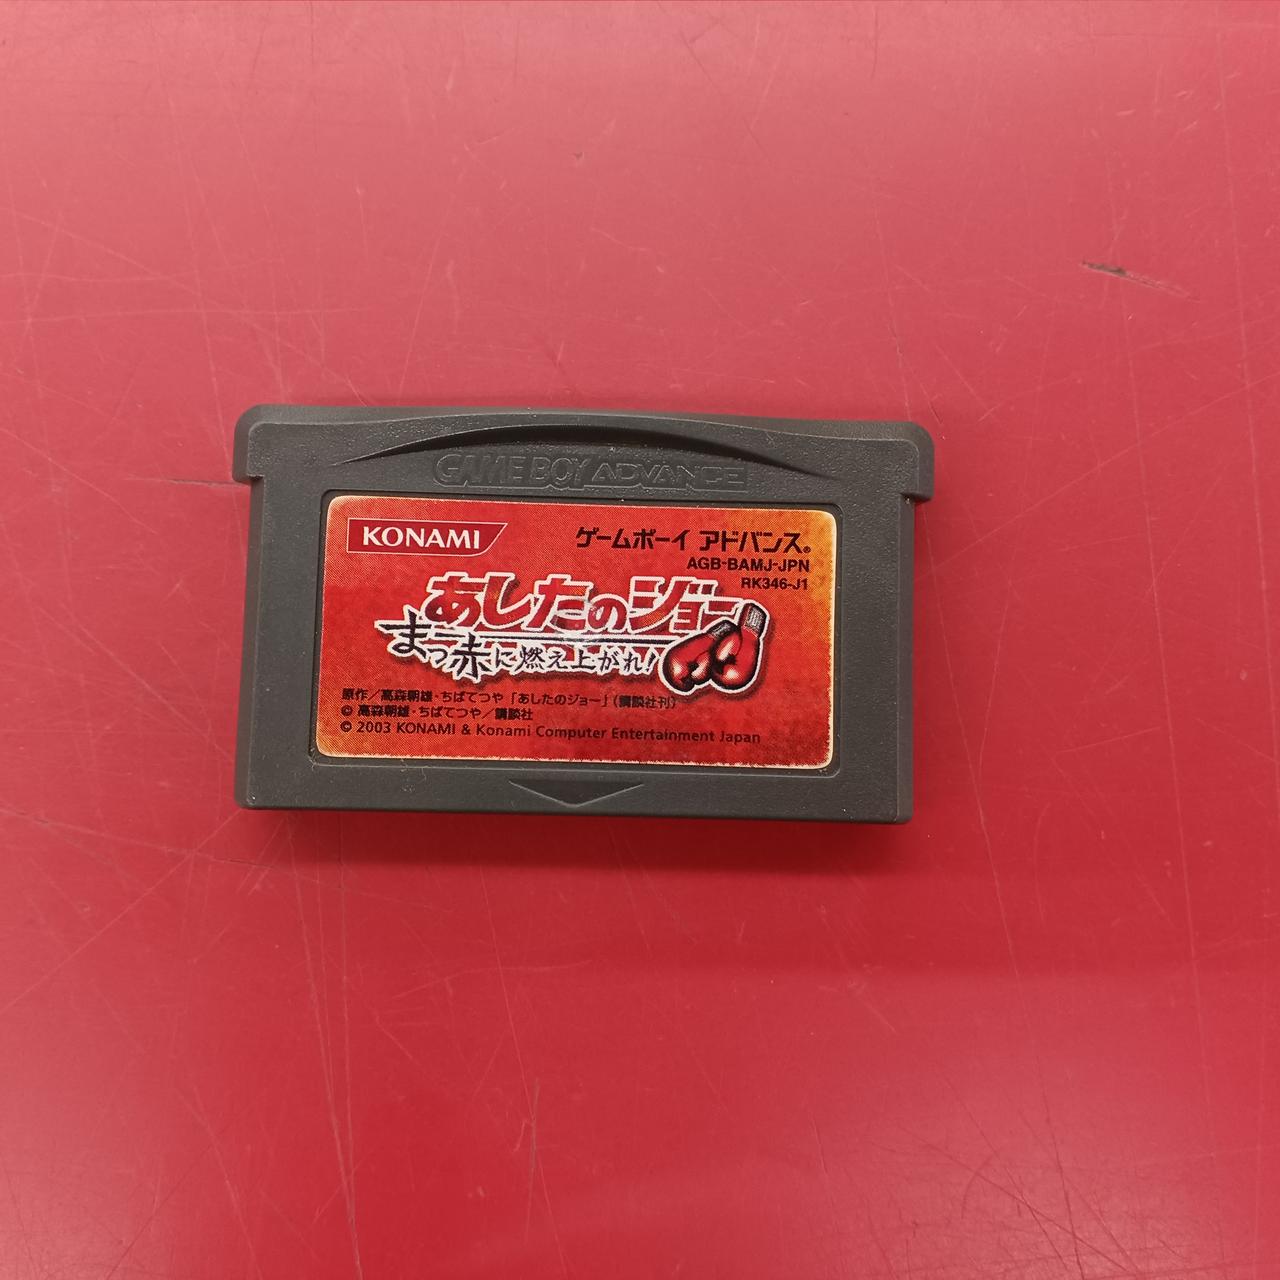 GAME BOY ADVANCE
KONAMI
ゲームボーイ アドバンス®
AGB-BAMJ-JPN
RK346-J1
あしたのジョー
まっ赤に燃え上がれ!
原作/高森朝雄・ちばてつや「あしたのジョー」(講談社刊)
© 高森朝雄・ちばてつや/講談社
© 2003 KONAMI & Konami Computer Entertainment Japan